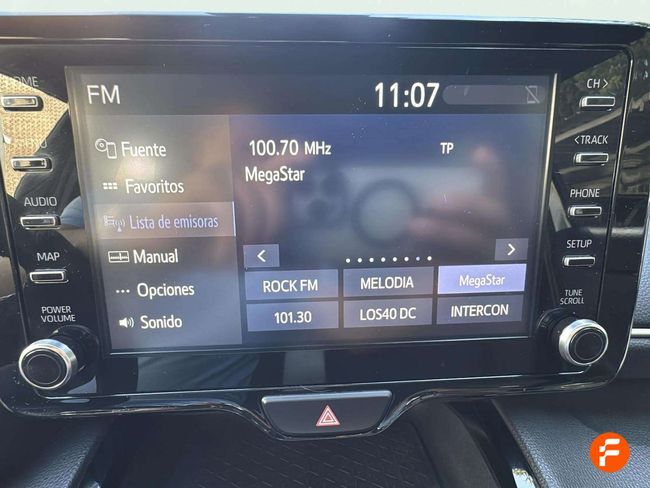 FM
11:07
HOME
AUDIO
MAP
POWER
VOLUME
Fuente
Favoritos
Lista de emisoras
Manual
Opciones
Sonido
100.70 MHz TP
MegaStar
< >
ROCK FM MELODIA MegaStar
101.30 LOS40 DC INTERCON
CH >
< TRACK
PHONE
SETUP
TUNE
SCROLL